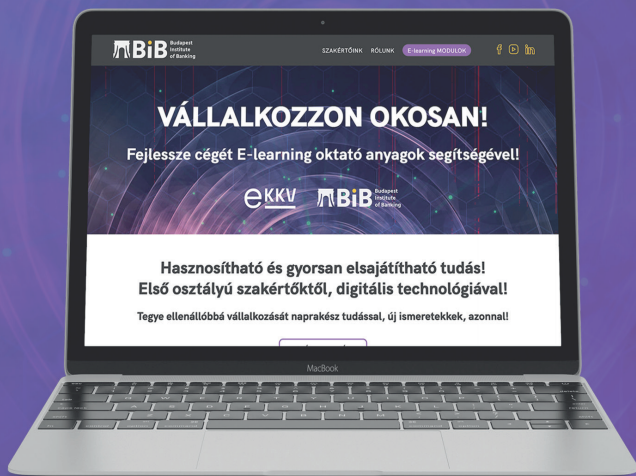 BiB Budapest
Institute
of Banking
SZAKÉRTŐINK RÓLUNK E-learning MODULOK
VÁLLALKOZZON OKOSAN!
Fejlessze cégét E-learning oktató anyagok segítségével!
eKKV BiB Budapest
Institute
of Banking
Hasznosítható és gyorsan elsajátítható tudás!
Első osztályú szakértőktől, digitális technológiával!
Tegye ellenállóbbá vállalkozását naprakész tudással, új ismeretekkek, azonnal!
MacBook